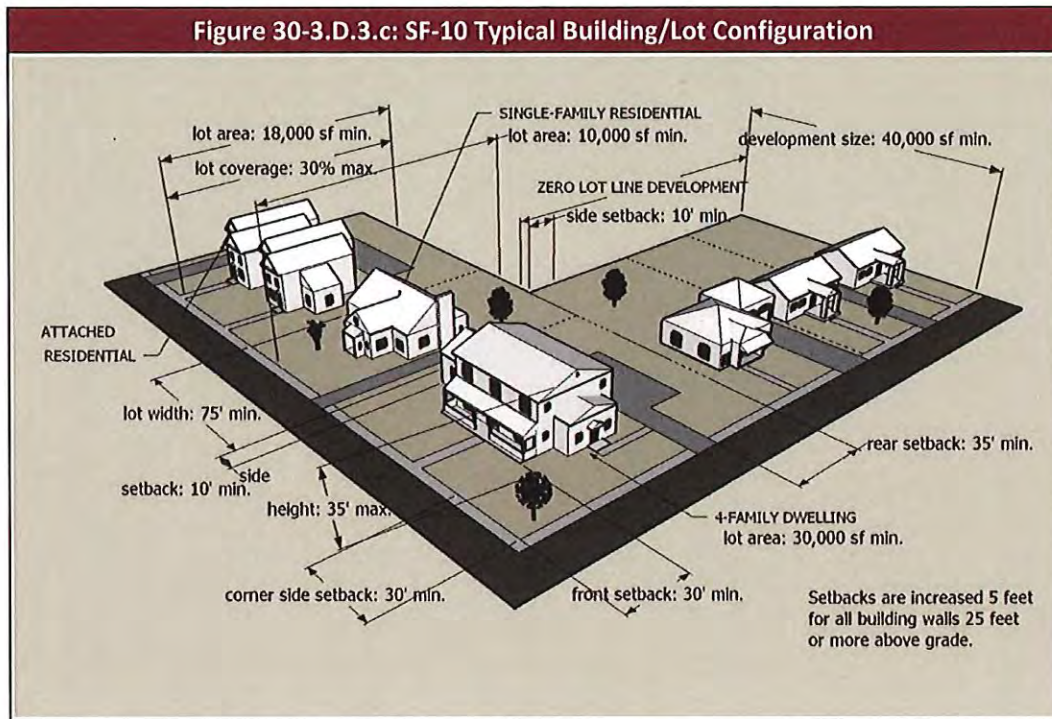 Figure 30-3.D.3.c: SF-10 Typical Building/Lot Configuration
SINGLE-FAMILY RESIDENTIAL
lot area: 10,000 sf min.
lot area: 18,000 sf min.
lot coverage: 30% max.
development size: 40,000 sf min.
ZERO LOT LINE DEVELOPMENT
side setback: 10' min.
ATTACHED
RESIDENTIAL
lot width: 75' min.
side
setback: 10' min.
height: 35' max.
corner side setback: 30' min.
front setback: 30' min.
rear setback: 35' min.
4-FAMILY DWELLING
lot area: 30,000 sf min.
Setbacks are increased 5 feet
for all building walls 25 feet
or more above grade.